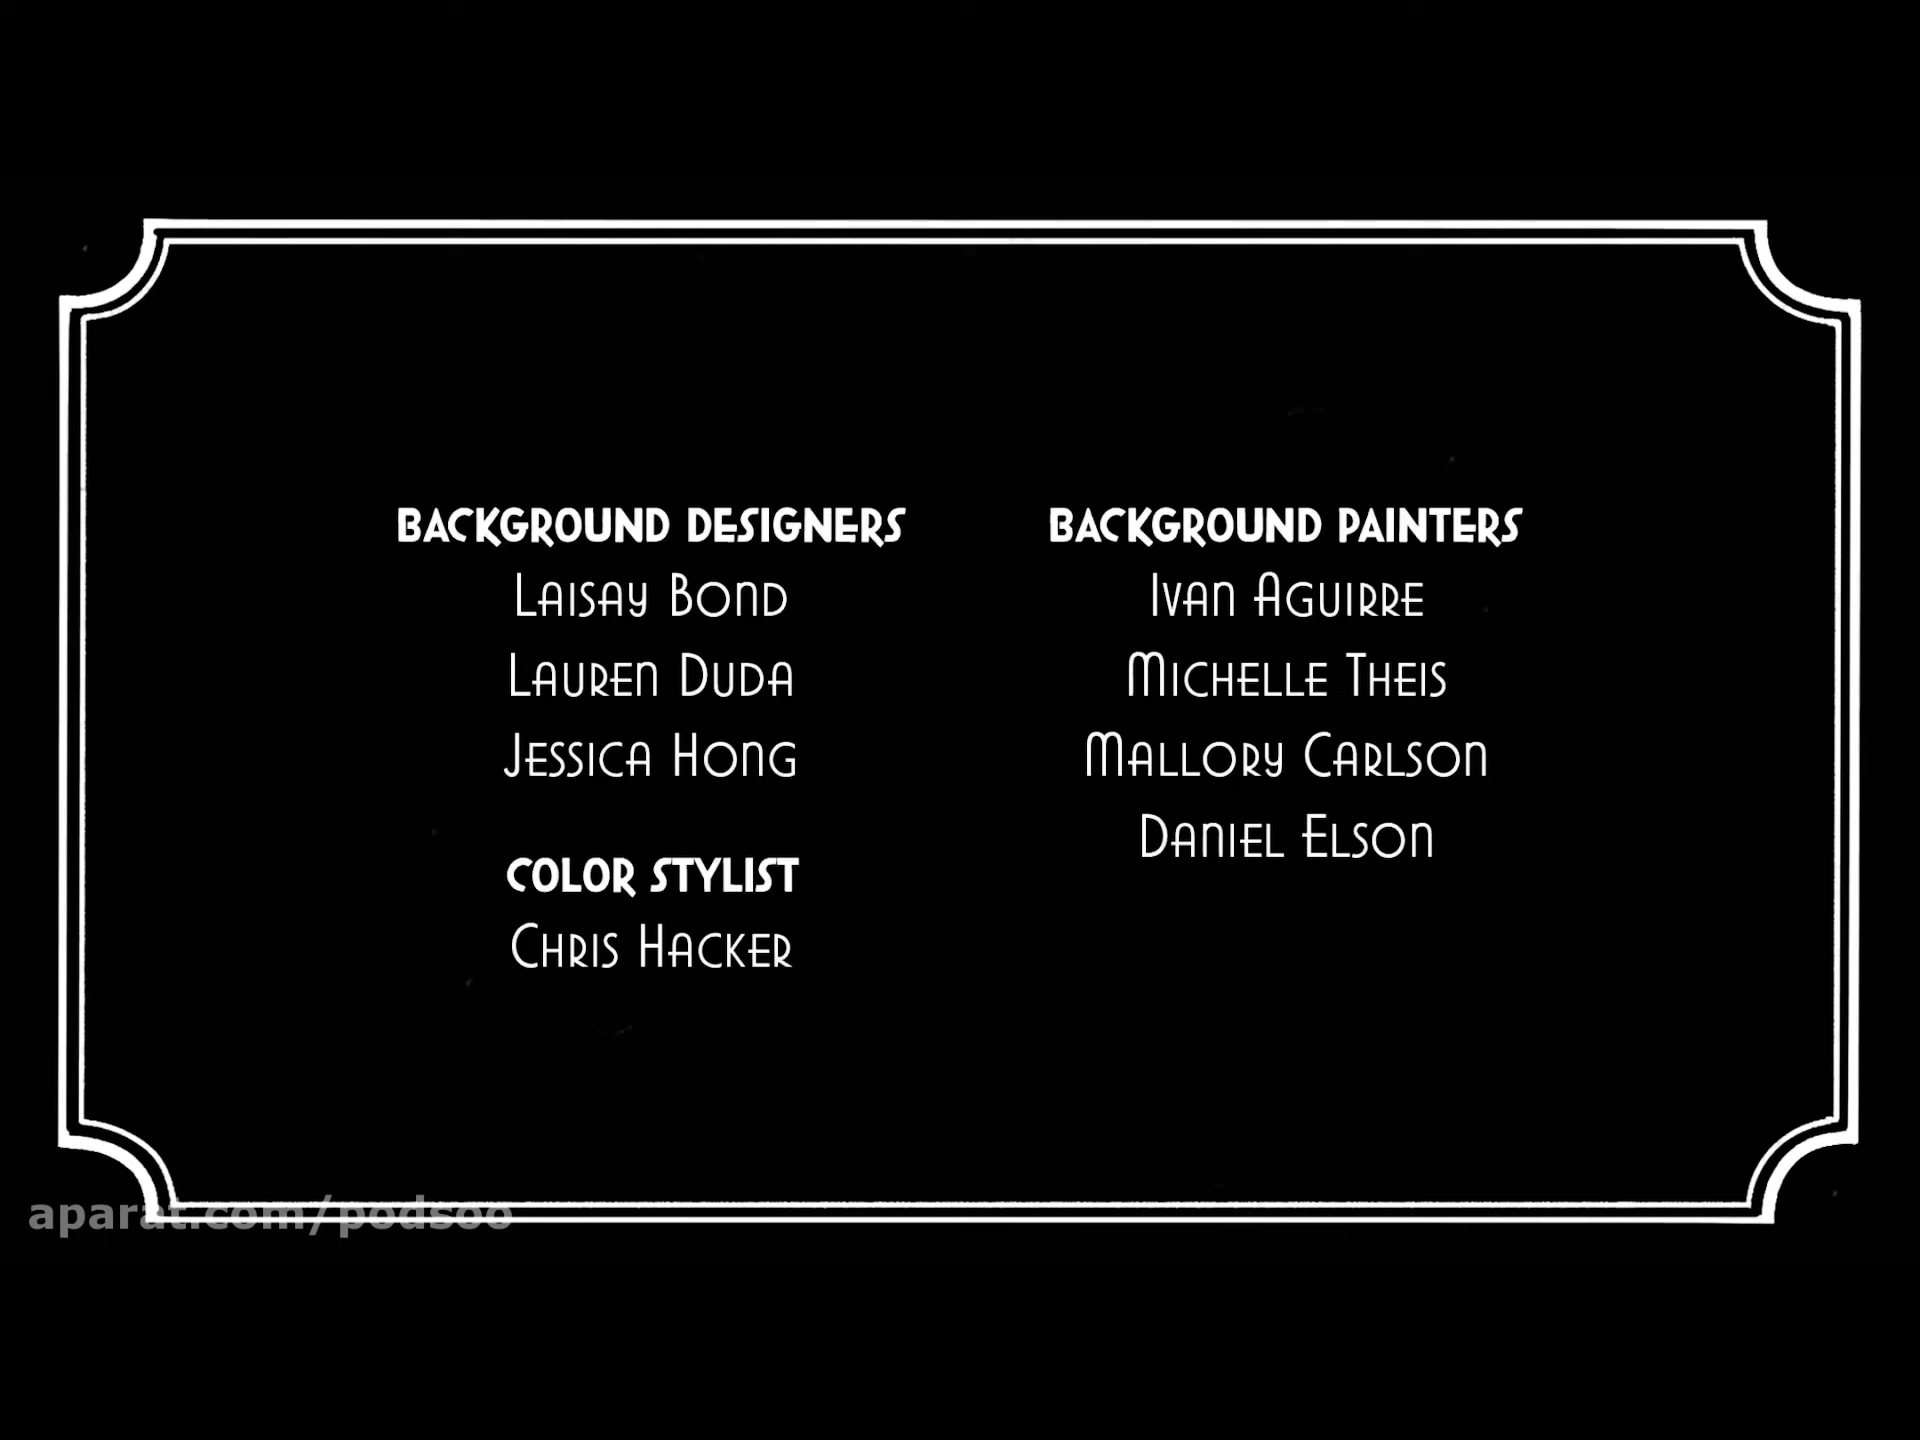 BACKGROUND DESIGNERS
Laisay Bond
Lauren Duda
Jessica Hong
COLOR STYLIST
Chris Hacker
BACKGROUND PAINTERS
Ivan Aguirre
Michelle Theis
Mallory Carlson
Daniel Elson
aparat.com/podsoo